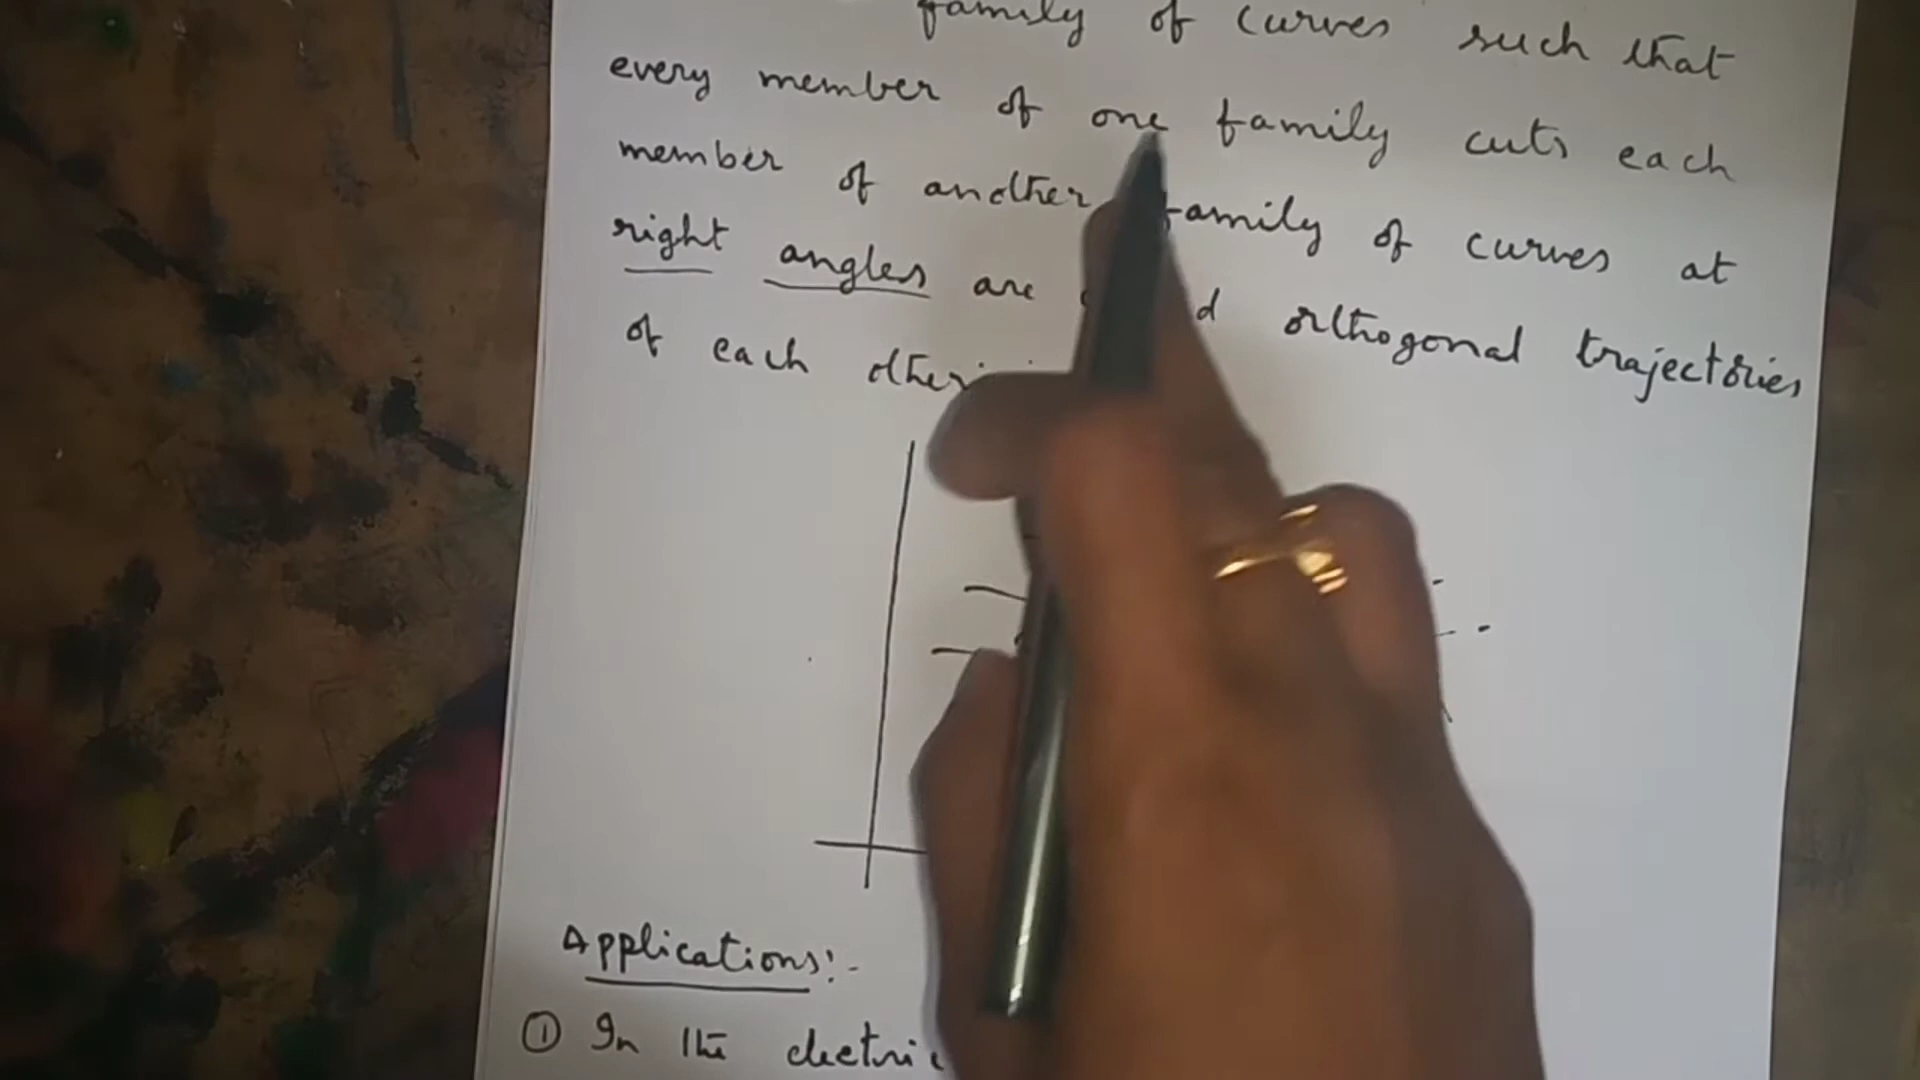 family of curves such that
every member of one family cuts each
member of another family of curves at
right angles are orthogonal trajectories
of each other
Applications:-
① In the electric